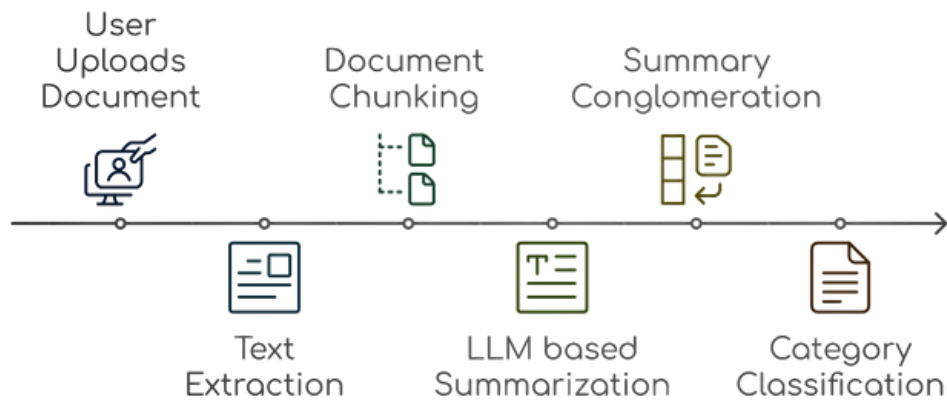 User
Uploads
Document
Text
Extraction
Document
Chunking
LLM based
Summarization
Summary
Conglomeration
Category
Classification